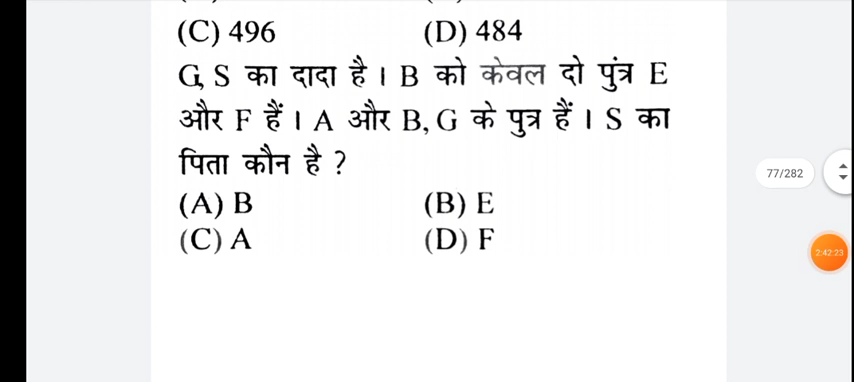 (C) 496 (D) 484
G, S का दादा है । B को केवल दो पुंत्र E
और F हैं । A और B, G के पुत्र हैं । S का
पिता कौन है ?
(A) B (B) E
(C) A (D) F
77/282
2:42:23